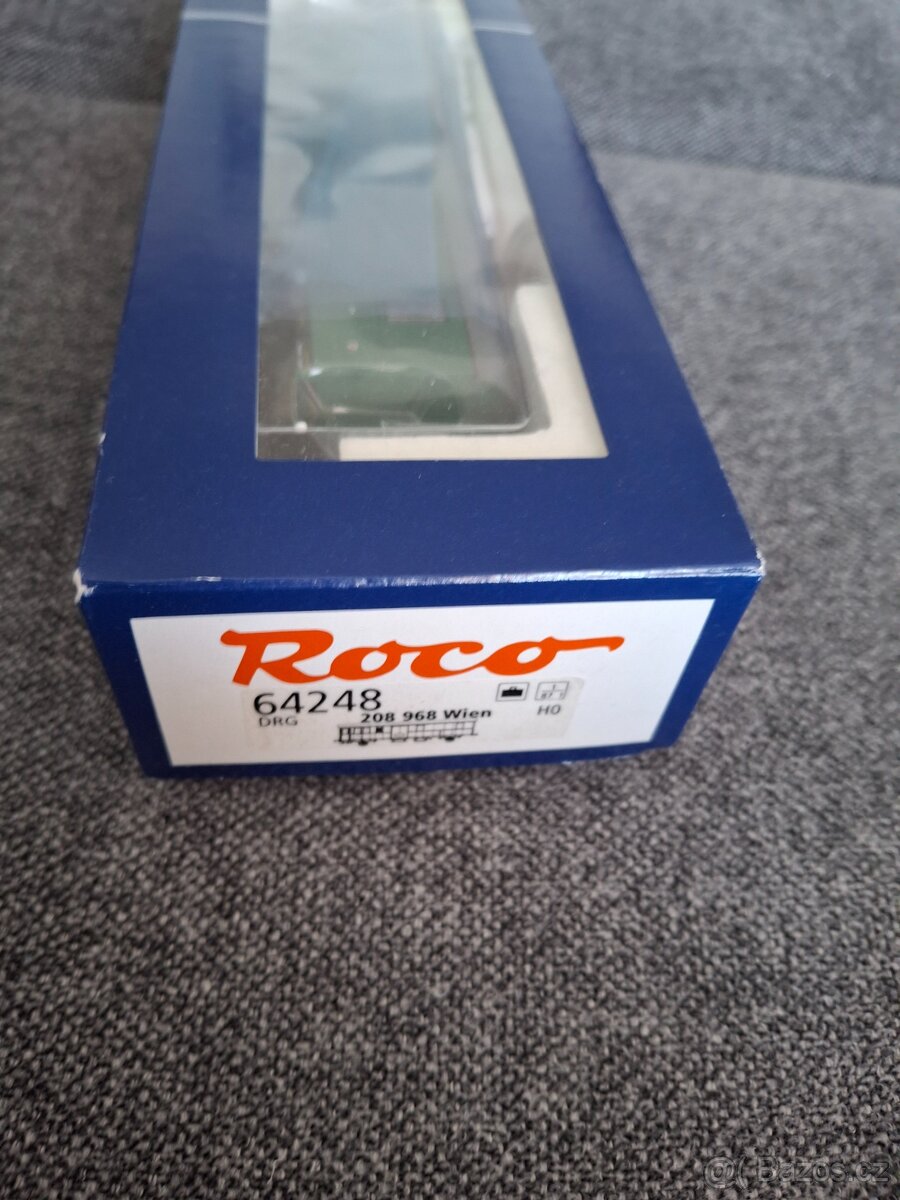 Roco
64248
DRG
208 968 Wien
H0
@ Bazos.cz